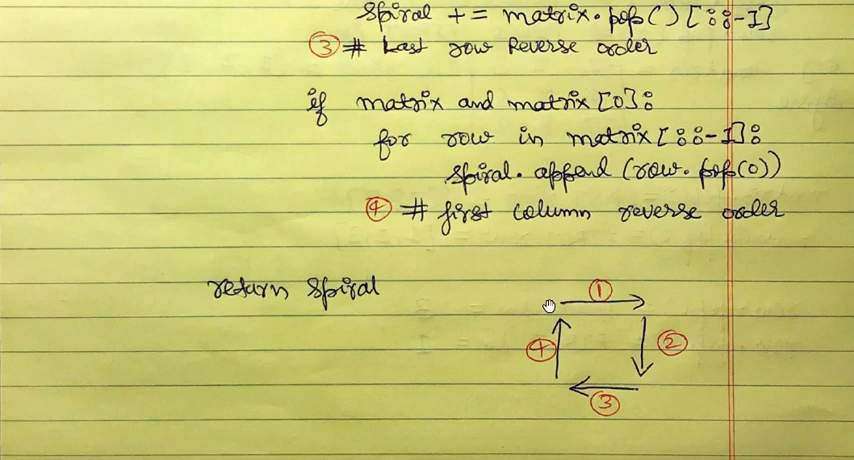 spiral += matrix.pop()[::-1]
③ # Last row Reverse order
if matrix and matrix[0]:
for row in matrix[::-1]:
spiral.append(row.pop(0))
④ # first column reverse order
return spiral
①
④ ②
③